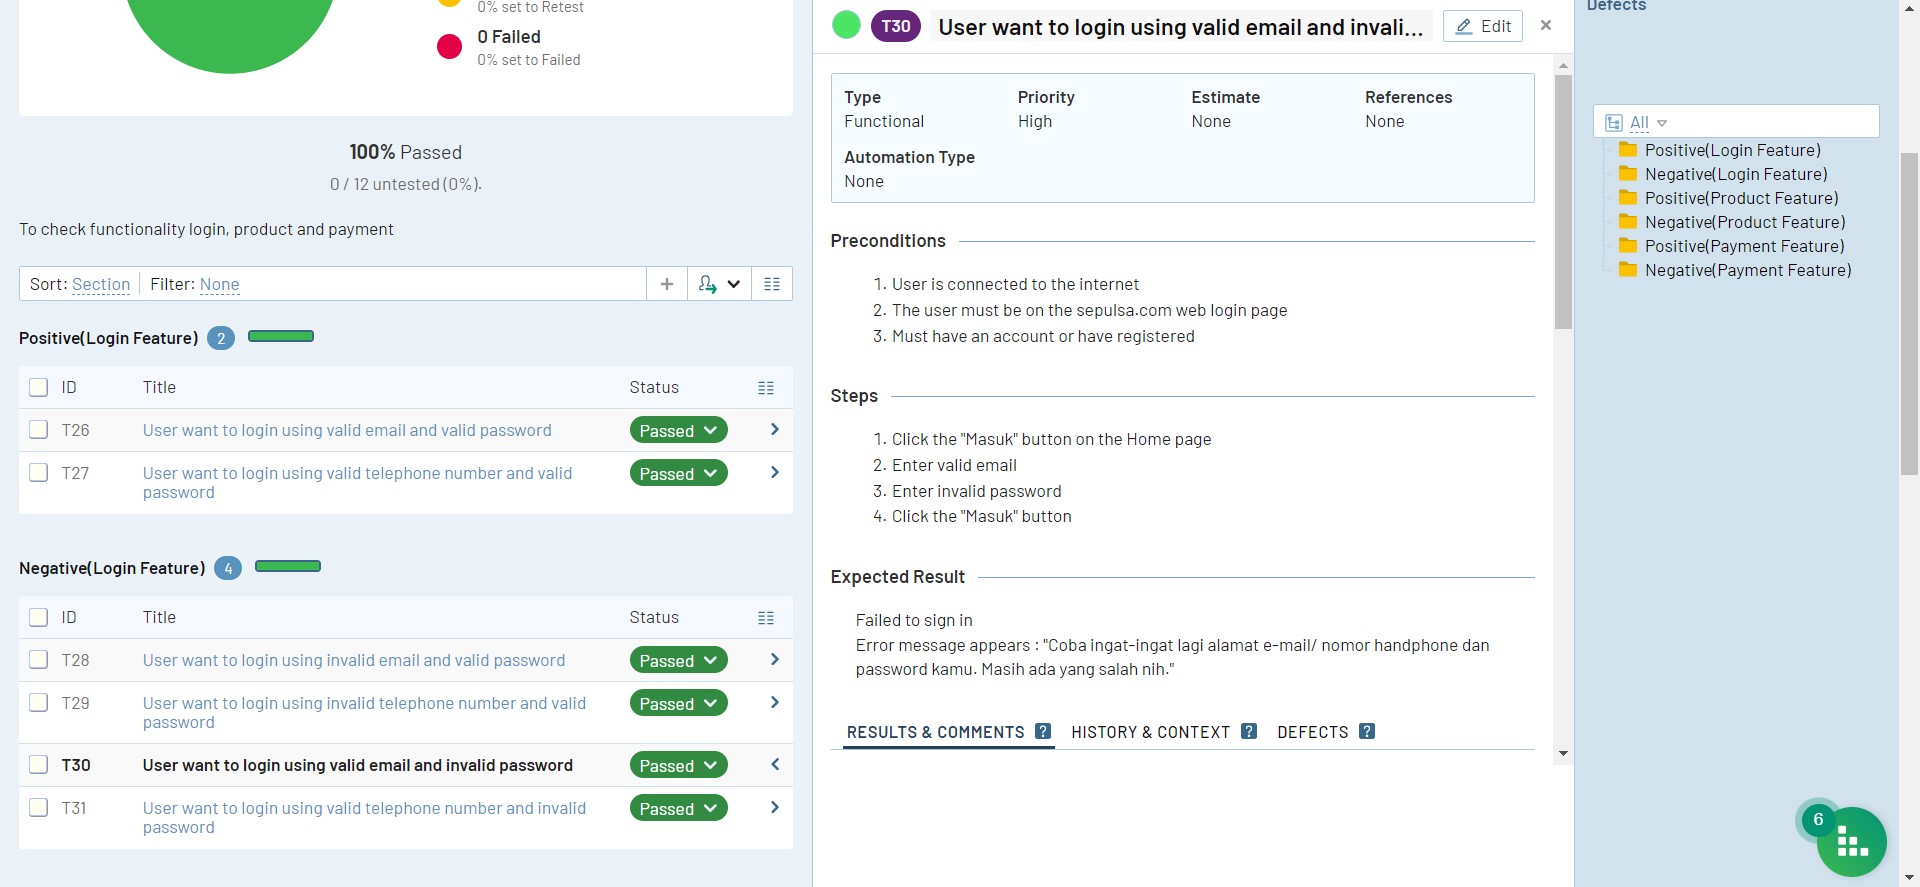 0% set to Retest
0 Failed
0% set to Failed
100% Passed
0 / 12 untested (0%).
To check functionality login, product and payment
Sort: Section
Filter: None
Positive(Login Feature) 2
ID Title Status
T26 User want to login using valid email and valid password Passed
T27 User want to login using valid telephone number and valid Passed
password
Negative(Login Feature) 4
ID Title Status
T28 User want to login using invalid email and valid password Passed
T29 User want to login using invalid telephone number and valid Passed
password
T30 User want to login using valid email and invalid password Passed
T31 User want to login using valid telephone number and invalid Passed
password
T30 User want to login using valid email and invali... Edit
Type Priority Estimate References
Functional High None None
Automation Type
None
Preconditions
1. User is connected to the internet
2. The user must be on the sepulsa.com web login page
3. Must have an account or have registered
Steps
1. Click the "Masuk" button on the Home page
2. Enter valid email
3. Enter invalid password
4. Click the "Masuk" button
Expected Result
Failed to sign in
Error message appears : "Coba ingat-ingat lagi alamat e-mail/ nomor handphone dan
password kamu. Masih ada yang salah nih."
RESULTS & COMMENTS ? HISTORY & CONTEXT ? DEFECTS ?
Defects
All
Positive(Login Feature)
Negative(Login Feature)
Positive(Product Feature)
Negative(Product Feature)
Positive(Payment Feature)
Negative(Payment Feature)
6